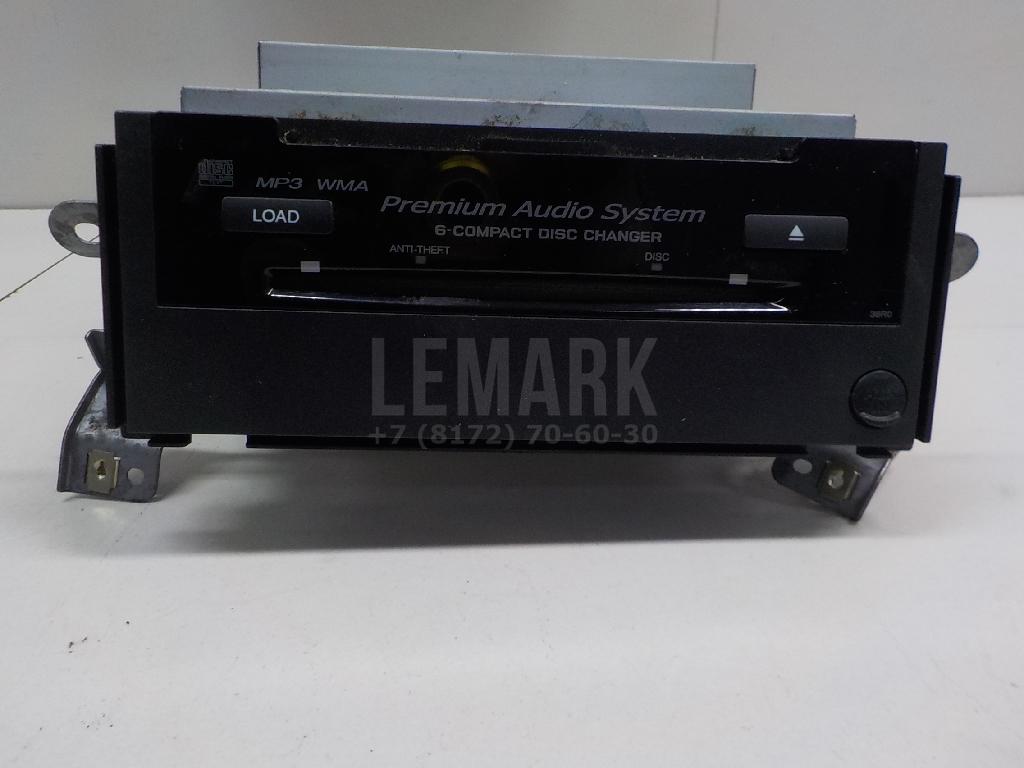 disc
MP3 WMA
LOAD
Premium Audio System
6-COMPACT DISC CHANGER
ANTI-THEFT
DISC
LEMARK
+7 (8172) 70-60-30